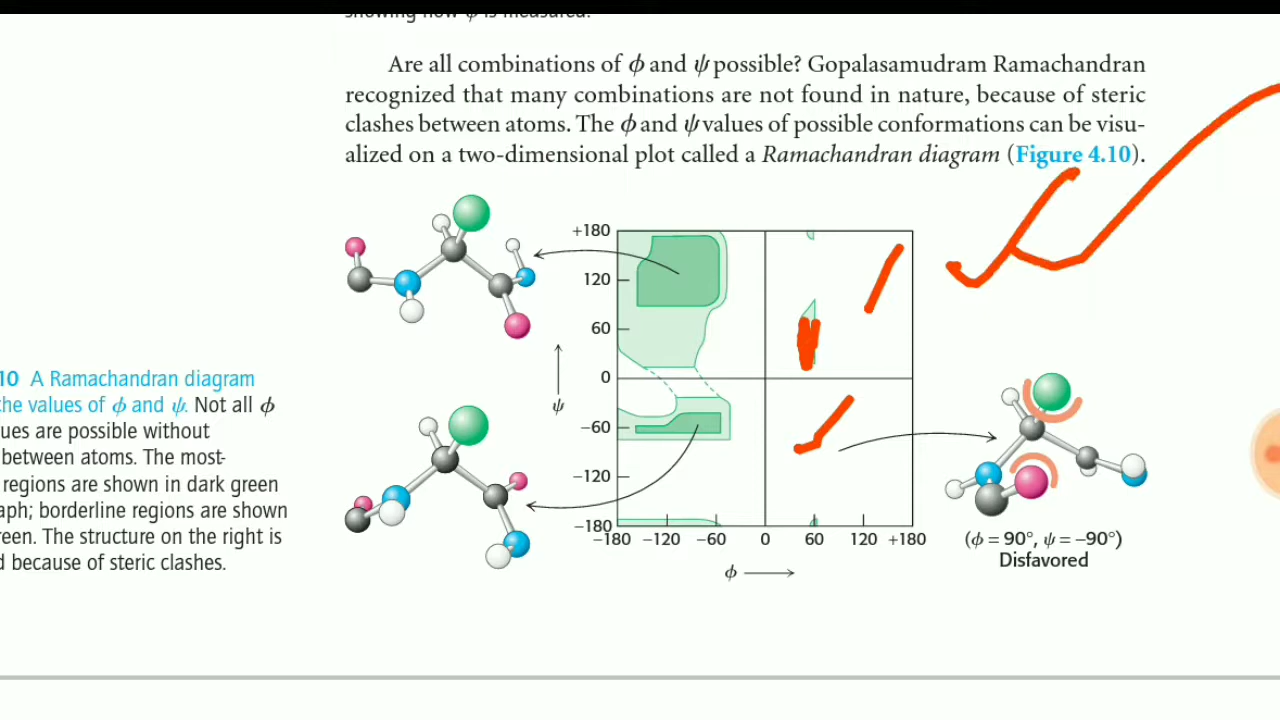 showing how ϕ is measured.
Are all combinations of ϕ and ψ possible? Gopalasamudram Ramachandran
recognized that many combinations are not found in nature, because of steric
clashes between atoms. The ϕ and ψ values of possible conformations can be visu-
alized on a two-dimensional plot called a Ramachandran diagram (Figure 4.10).
10 A Ramachandran diagram
the values of ϕ and ψ. Not all ϕ
ues are possible without
between atoms. The most-
regions are shown in dark green
aph; borderline regions are shown
reen. The structure on the right is
d because of steric clashes.
+180
120
60
0
−60
−120
−180
ψ
−180 −120 −60 0 60 120 +180
ϕ
(ϕ = 90°, ψ = −90°)
Disfavored